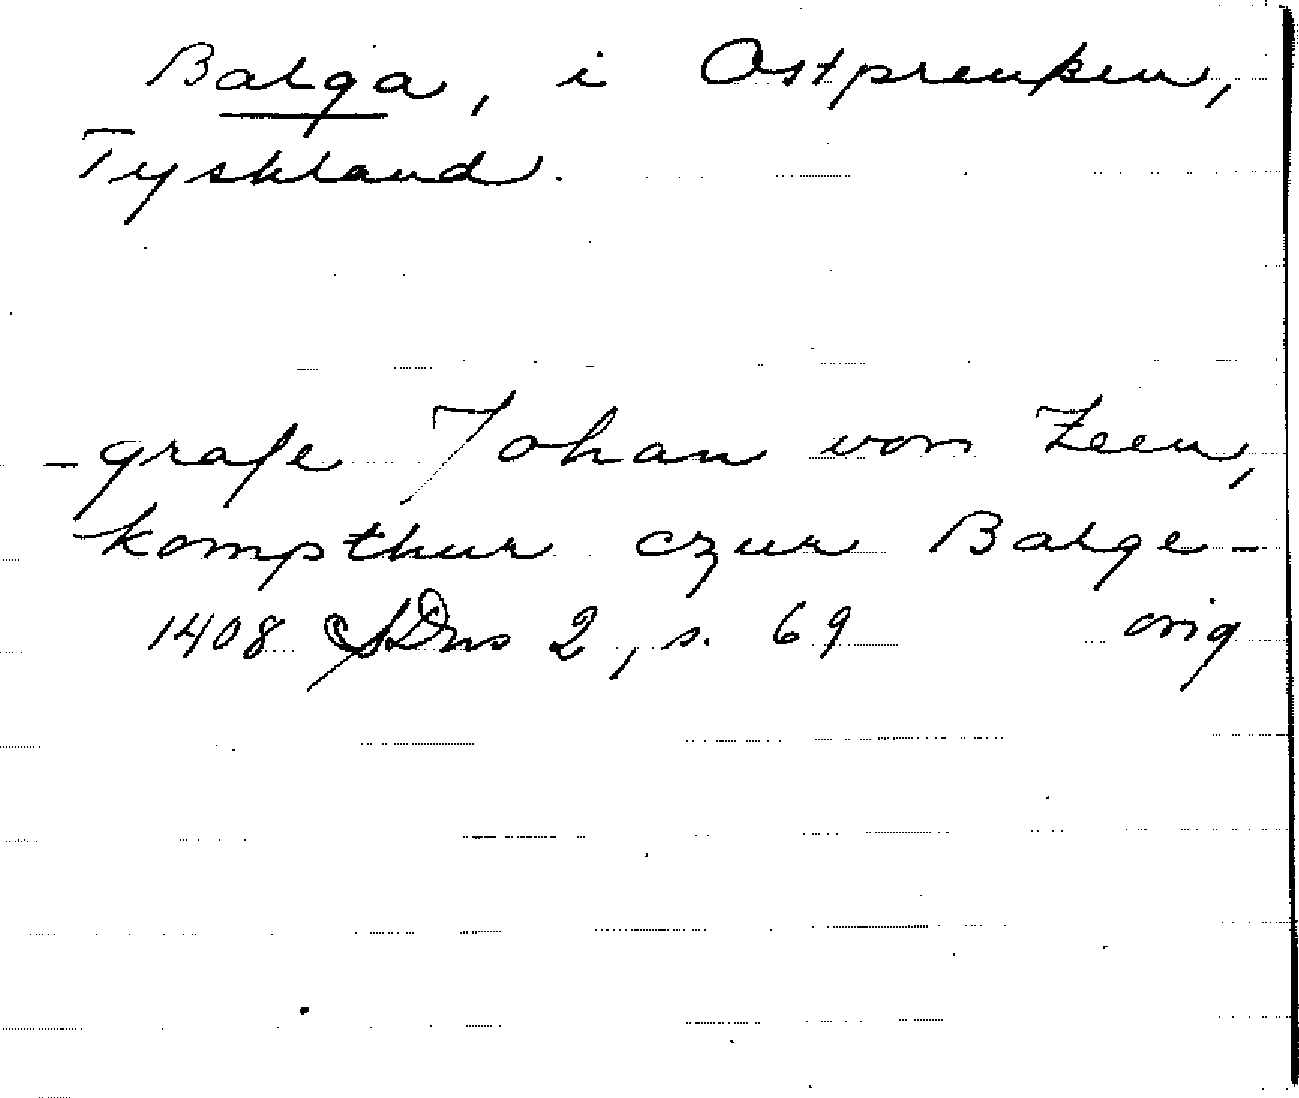 Balga, i Ostpreußen,
Tyskland.
- grafe Johan von Zeen,
kompthur czur Balge -
1408 SDns 2, s. 69 orig